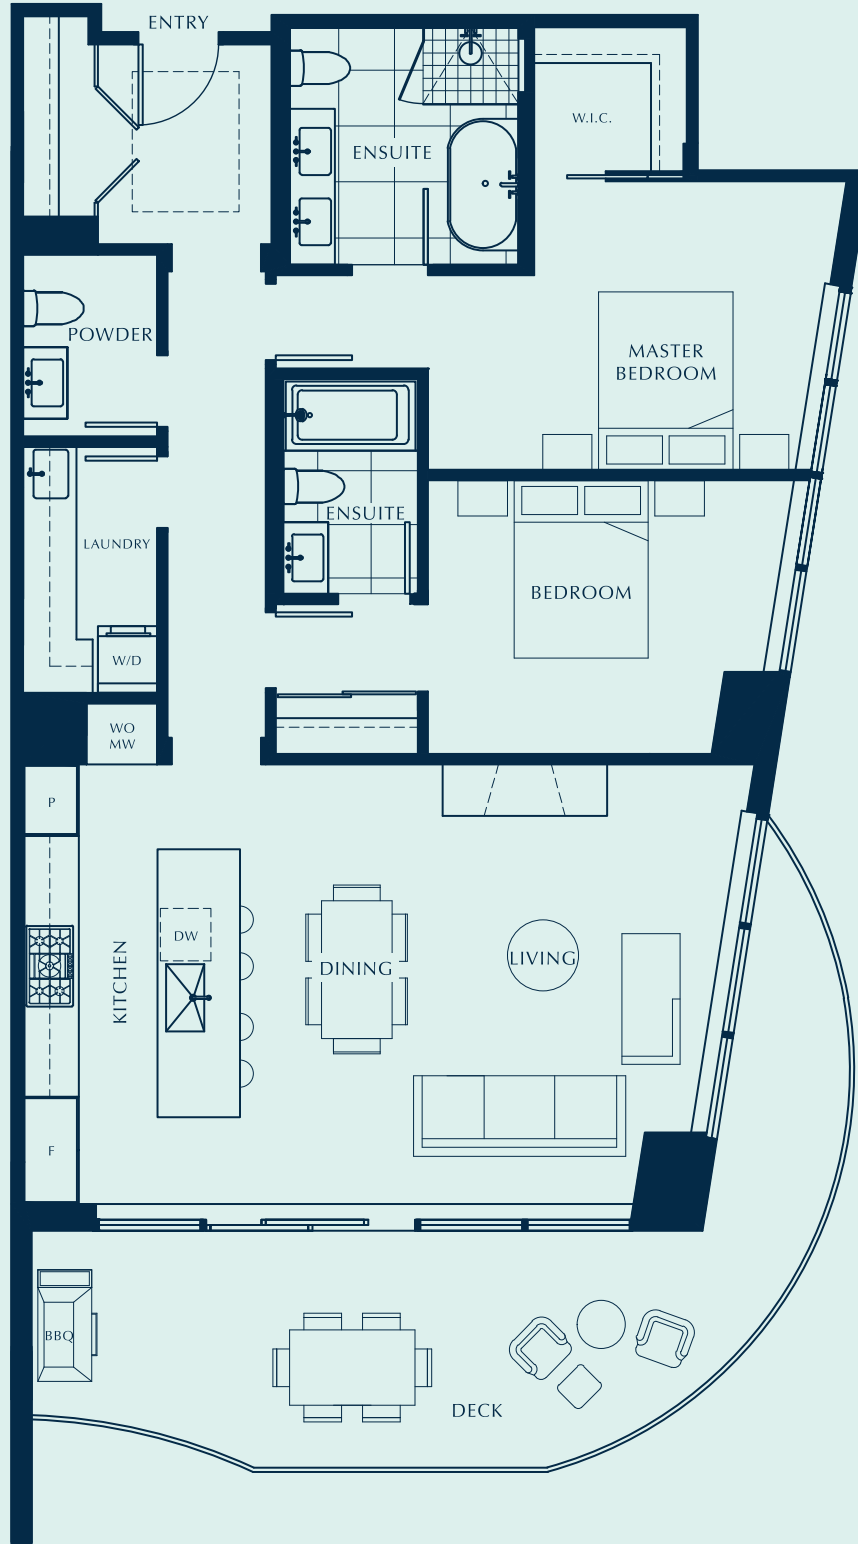 ENTRY
W.I.C.
ENSUITE
POWDER
MASTER
BEDROOM
ENSUITE
LAUNDRY
BEDROOM
W/D
WO
MW
P
DW
KITCHEN
DINING
LIVING
F
BBQ
DECK